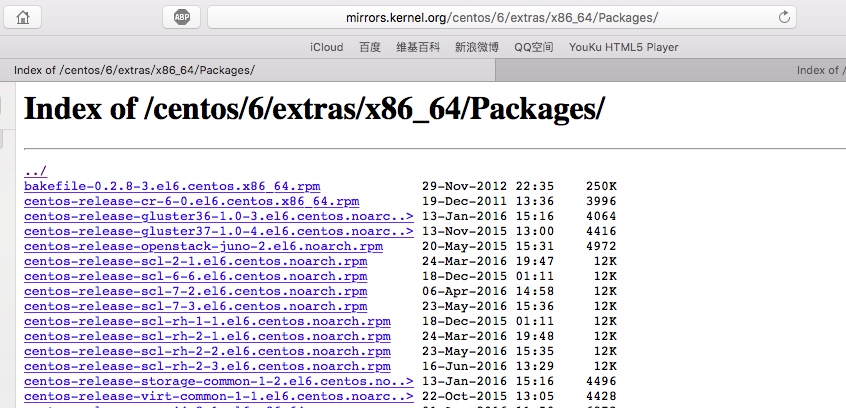 ABP
mirrors.kernel.org/centos/6/extras/x86_64/Packages/
iCloud 百度 维基百科 新浪微博 QQ空间 YouKu HTML5 Player
Index of /centos/6/extras/x86_64/Packages/ Index of /
Index of /centos/6/extras/x86_64/Packages/
../
bakefile-0.2.8-3.el6.centos.x86_64.rpm 29-Nov-2012 22:35 250K
centos-release-cr-6-0.el6.centos.x86_64.rpm 19-Dec-2011 13:36 3996
centos-release-gluster36-1.0-3.el6.centos.noarc..> 13-Jan-2016 15:16 4064
centos-release-gluster37-1.0-4.el6.centos.noarc..> 13-Nov-2015 13:00 4416
centos-release-openstack-juno-2.el6.noarch.rpm 20-May-2015 15:31 4972
centos-release-scl-2-1.el6.centos.noarch.rpm 24-Mar-2016 19:47 12K
centos-release-scl-6-6.el6.centos.noarch.rpm 18-Dec-2015 01:11 12K
centos-release-scl-7-2.el6.centos.noarch.rpm 06-Apr-2016 14:58 12K
centos-release-scl-7-3.el6.centos.noarch.rpm 23-May-2016 15:36 12K
centos-release-scl-rh-1-1.el6.centos.noarch.rpm 18-Dec-2015 01:11 12K
centos-release-scl-rh-2-1.el6.centos.noarch.rpm 24-Mar-2016 19:48 12K
centos-release-scl-rh-2-2.el6.centos.noarch.rpm 23-May-2016 15:35 12K
centos-release-scl-rh-2-3.el6.centos.noarch.rpm 16-Jun-2016 13:29 12K
centos-release-storage-common-1-2.el6.centos.no..> 13-Jan-2016 15:16 4496
centos-release-virt-common-1-1.el6.centos.noarc..> 22-Oct-2015 13:05 4428